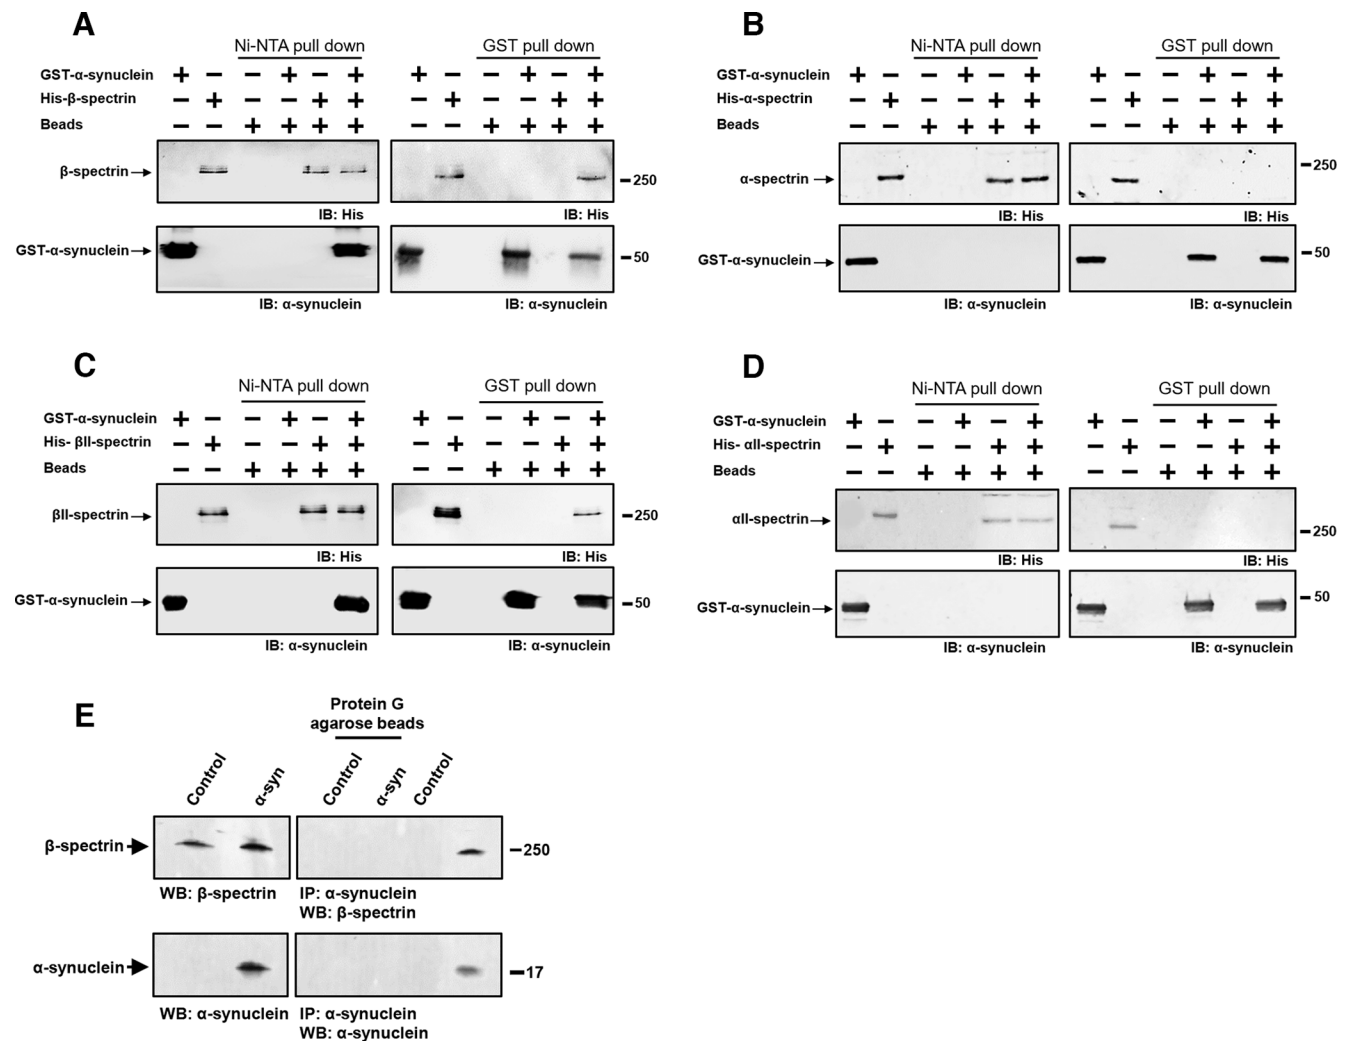 A
Ni-NTA pull down GST pull down
GST-α-synuclein + − − + − + + − − + − +
His-β-spectrin − + − − + + − + − − + +
Beads − − + + + + − − + + + +
β-spectrin
250
IB: His IB: His
GST-α-synuclein
50
IB: α-synuclein IB: α-synuclein
B
Ni-NTA pull down GST pull down
GST-α-synuclein + − − + − + + − − + − +
His-α-spectrin − + − − + + − + − − + +
Beads − − + + + + − − + + + +
250
α-spectrin
IB: His IB: His
50
GST-α-synuclein
IB: α-synuclein IB: α-synuclein
C
Ni-NTA pull down GST pull down
GST-α-synuclein + − − + − + + − − + − +
His- βII-spectrin − + − − + + − + − − + +
Beads − − + + + + − − + + + +
βII-spectrin
250
IB: His IB: His
GST-α-synuclein
50
IB: α-synuclein IB: α-synuclein
D
Ni-NTA pull down GST pull down
GST-α-synuclein + − − + − + + − − + − +
His- αII-spectrin − + − − + + − + − − + +
Beads − − + + + + − − + + + +
αII-spectrin
250
IB: His IB: His
50
GST-α-synuclein
IB: α-synuclein IB: α-synuclein
E
Protein G
agarose beads
Control α-syn Control α-syn Control
β-spectrin
250
WB: β-spectrin IP: α-synuclein
WB: β-spectrin
α-synuclein
17
WB: α-synuclein IP: α-synuclein
WB: α-synuclein